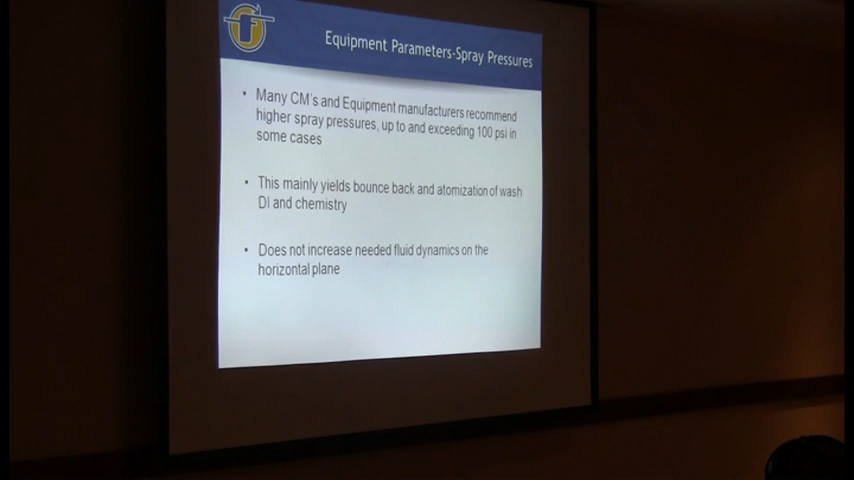 Equipment Parameters-Spray Pressures
• Many CM's and Equipment manufacturers recommend
higher spray pressures, up to and exceeding 100 psi in
some cases
• This mainly yields bounce back and atomization of wash
DI and chemistry
• Does not increase needed fluid dynamics on the
horizontal plane